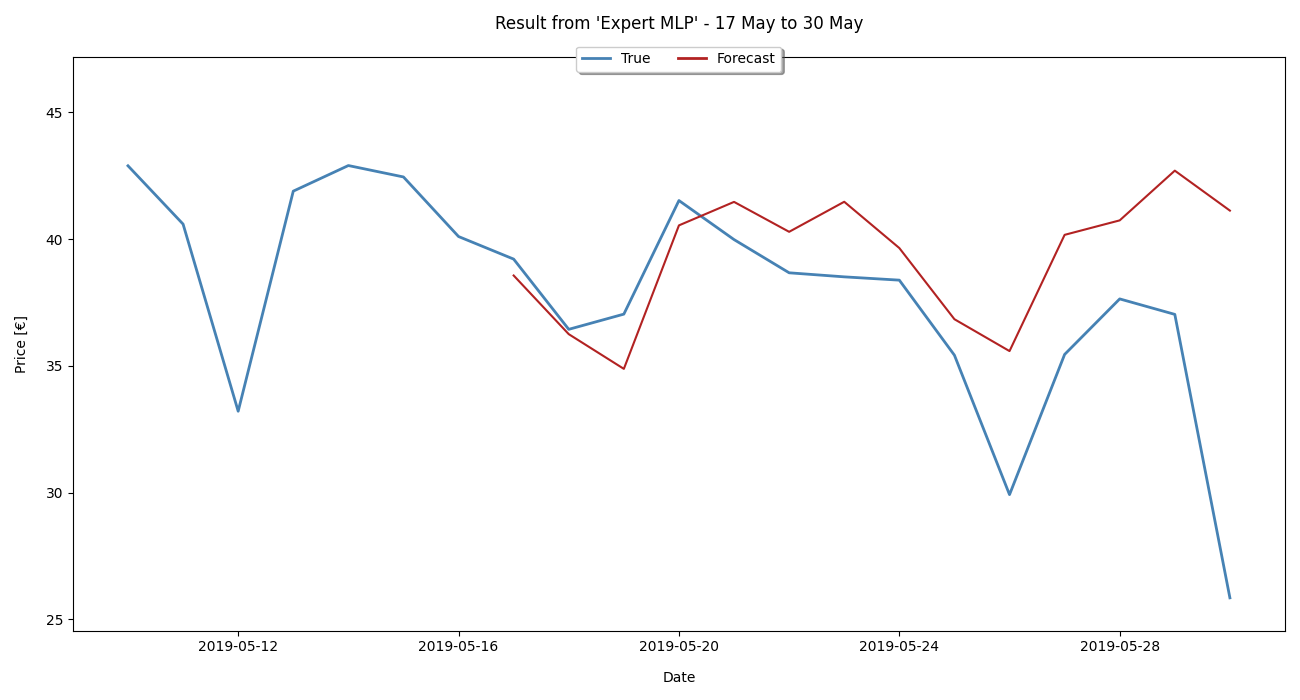 Result from 'Expert MLP' - 17 May to 30 May
True Forecast
45
40
35
30
25
Price [€]
2019-05-12 2019-05-16 2019-05-20 2019-05-24 2019-05-28
Date